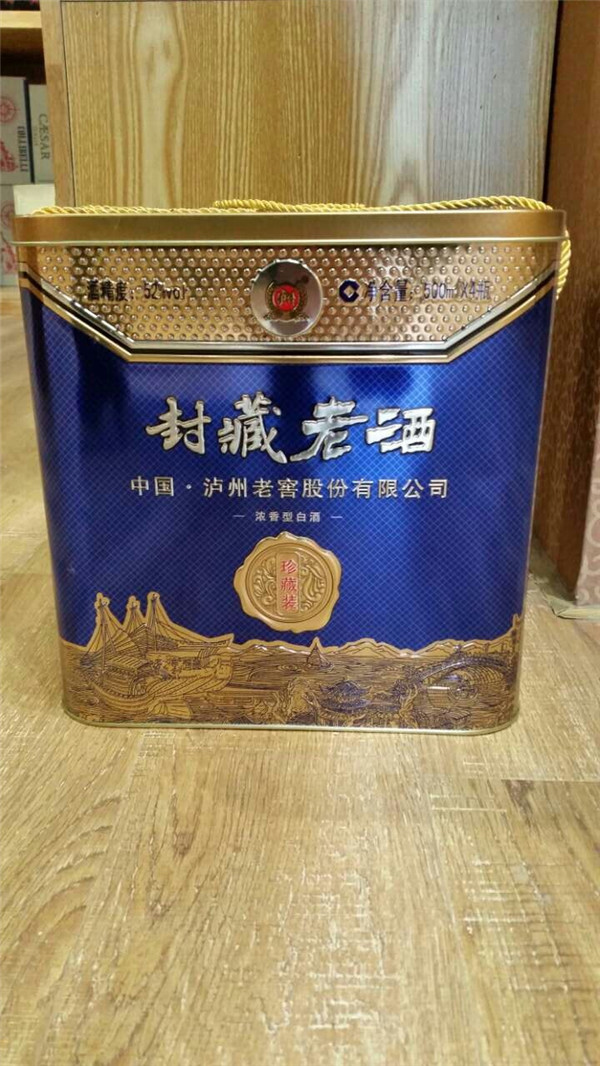 酒精度：52%vol
净含量：500ml×4瓶
封藏老酒
中国·泸州老窖股份有限公司
— 浓香型白酒 —
珍藏装
CÆSAR